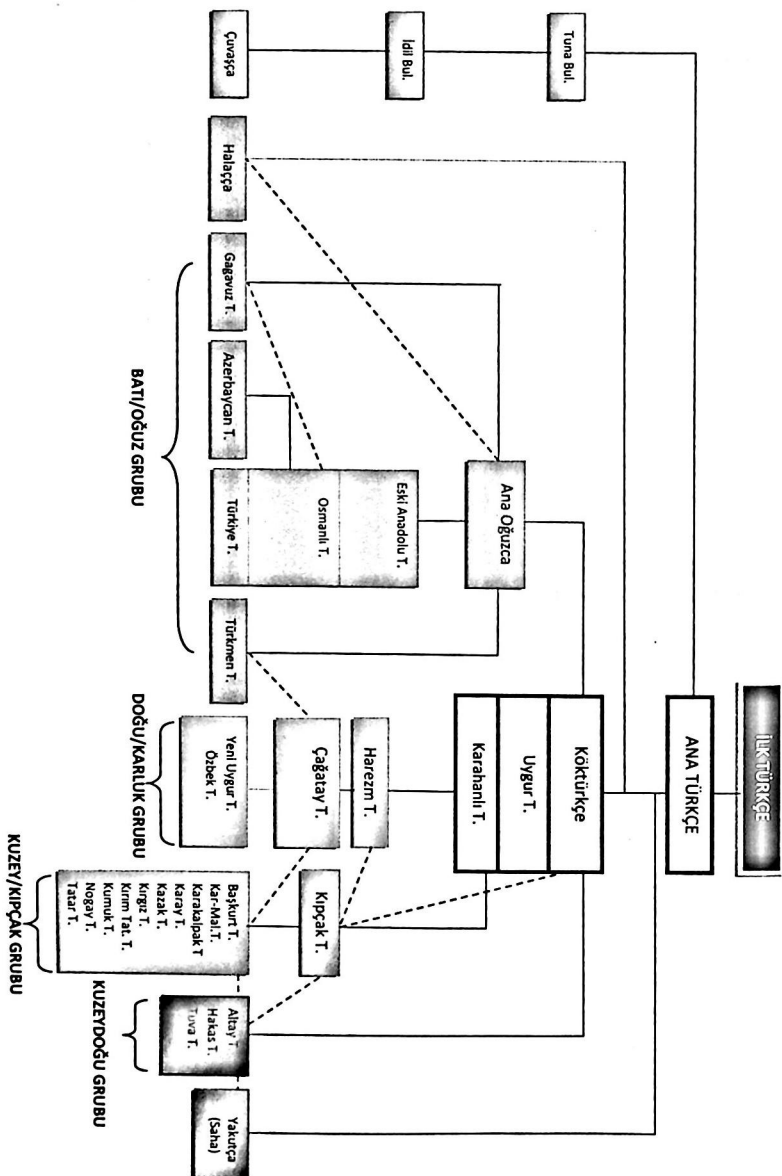 İLK TÜRKÇE
ANA TÜRKÇE
Tuna Bul.
İdil Bul.
Çuvaşça
Halaçça
Köktürkçe
Uygur T.
Karahanlı T.
Ana Oğuzca
Eski Anadolu T.
Osmanlı T.
Türkiye T.
Gagavuz T.
Azerbaycan T.
Türkmen T.
BATI/OĞUZ GRUBU
Harezm T.
Çağatay T.
Yeni Uygur T.
Özbek T.
DOĞU/KARLUK GRUBU
Kıpçak T.
Başkurt T.
Kar-Mal.T.
Karakalpak T
Karay T.
Kazak T.
Kırgız T.
Kırım Tat. T.
Kumuk T.
Nogay T.
Tatar T.
KUZEY/KIPÇAK GRUBU
Altay T
Hakas T.
Tuva T.
KUZEYDOĞU GRUBU
Yakutça
(Saha)